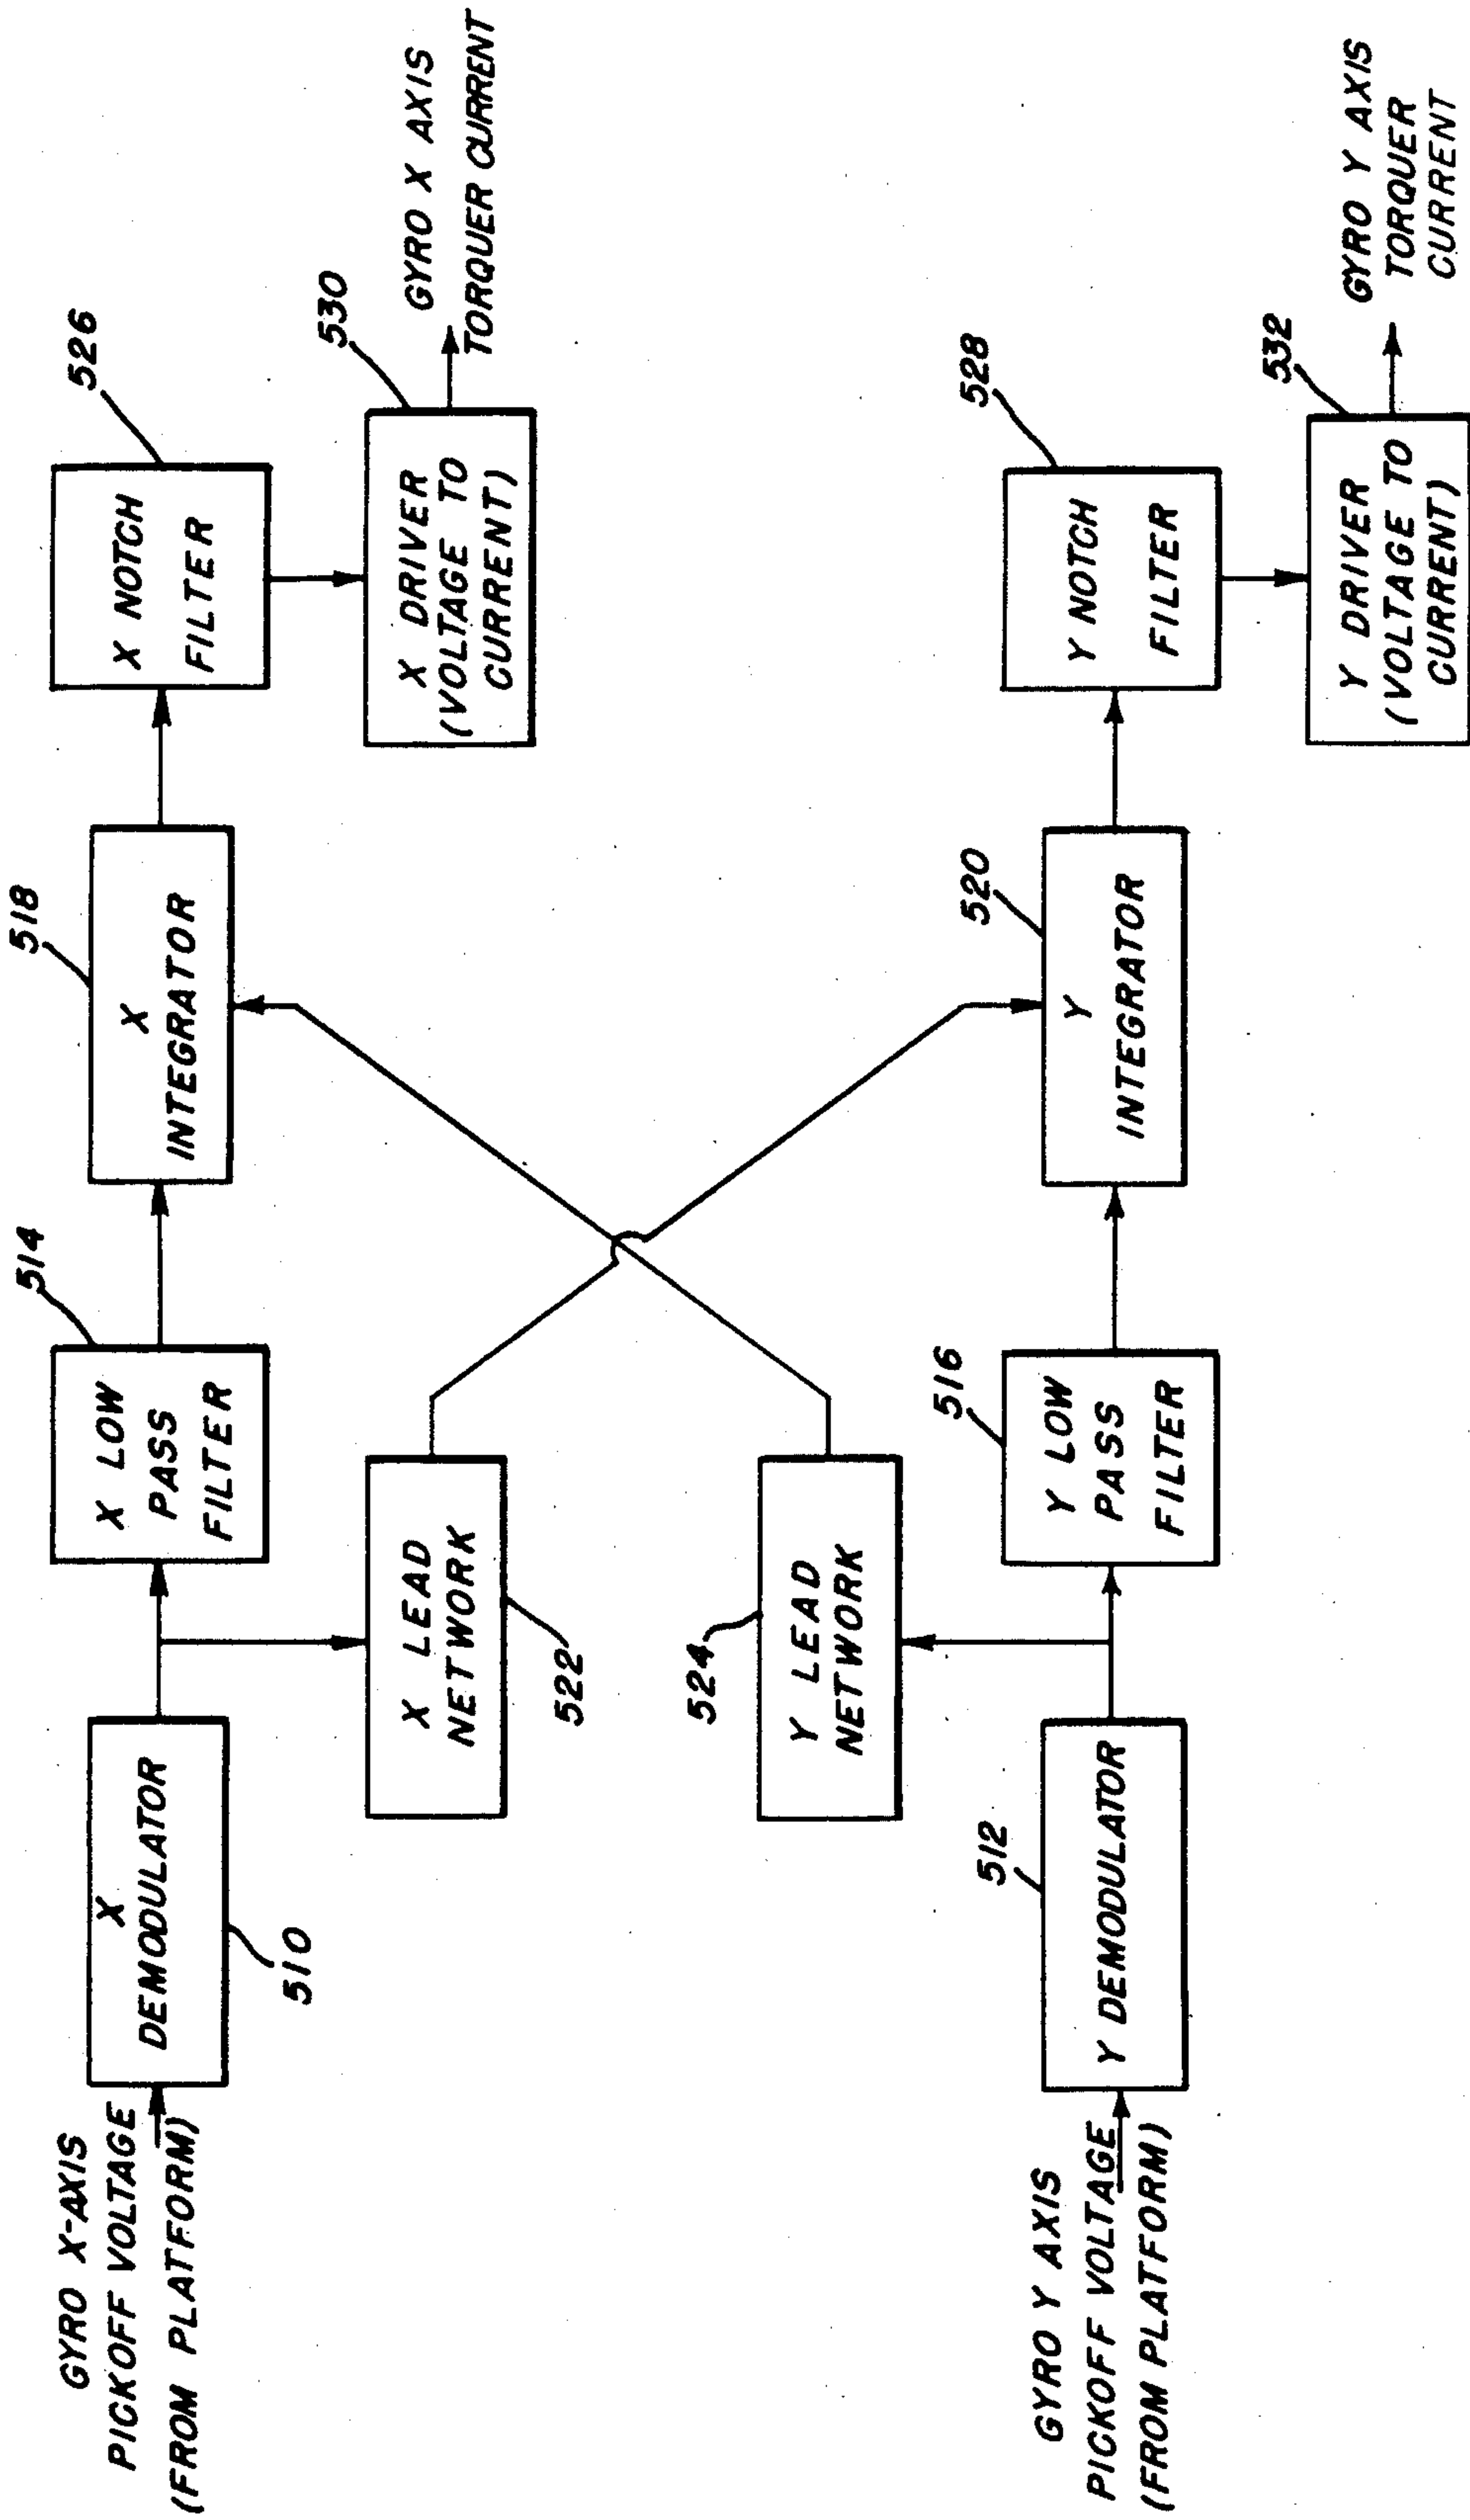 GYRO X-AXIS
PICKOFF VOLTAGE
(FROM PLATFORM)
X
DEMODULATOR
510
X LOW
PASS
FILTER
514
X
INTEGRATOR
518
X NOTCH
FILTER
526
X DRIVER
(VOLTAGE TO
CURRENT)
530
GYRO X AXIS
TORQUER CURRENT
X LEAD
NETWORK
522
Y LEAD
NETWORK
524
GYRO Y AXIS
PICKOFF VOLTAGE
(FROM PLATFORM)
Y DEMODULATOR
512
Y LOW
PASS
FILTER
516
Y
INTEGRATOR
520
Y NOTCH
FILTER
528
Y DRIVER
(VOLTAGE TO
CURRENT)
532
GYRO Y AXIS
TORQUER
CURRENT